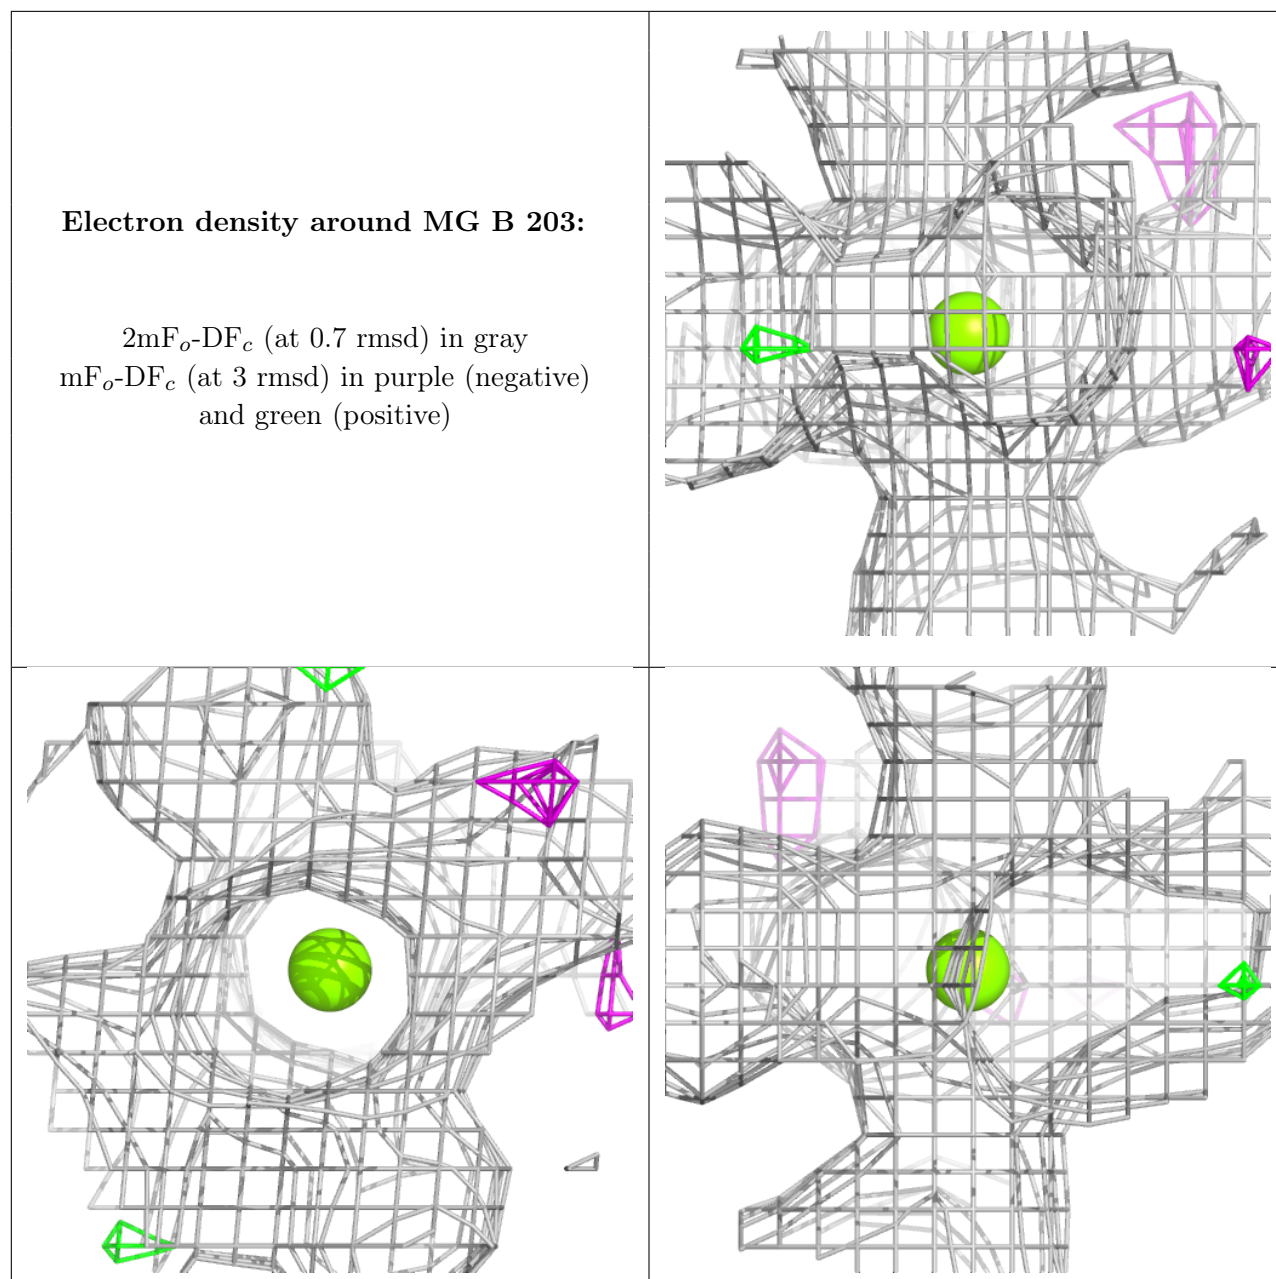 Electron density around MG B 203:
2mFo-DFc (at 0.7 rmsd) in gray
mFo-DFc (at 3 rmsd) in purple (negative)
and green (positive)